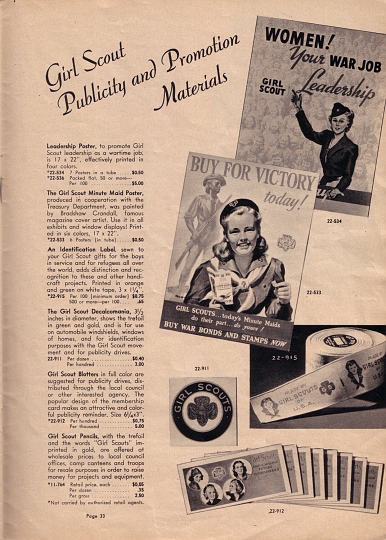 Girl Scout
Publicity and Promotion
Materials
Leadership Poster, to promote Girl
Scout leadership as a wartime job,
is 17 x 22", effectively printed in
four colors.
*22-534 7 Posters in a tube $0.50
*22-536 Packed flat, 50 or more—
Per 100 $5.00
The Girl Scout Minute Maid Poster,
produced in cooperation with the
Treasury Department, was painted
by Bradshaw Crandall, famous
magazine cover artist. Use it in all
exhibits and window displays! Print-
ed in six colors, 17 x 22".
*22-533 6 Posters (in tube) $0.50
An Identification Label, sewn to
your Girl Scout gifts for the boys
in service and for refugees all over
the world, adds distinction and rec-
ognition to these and other handi-
craft projects. Printed in orange
and green on white tape, 3 x 1¼".
*22-915 Per 100 (minimum order) $0.75
500 or more—per 100 .65
The Girl Scout Decalcomania, 3½
inches in diameter, shows the trefoil
in green and gold, and is for use
on automobile windshields, windows
of homes, and for identification
purposes with the Girl Scout move-
ment and for publicity drives.
22-911 Per dozen $0.40
Per hundred 3.00
Girl Scout Blotters in full color are
suggested for publicity drives, dis-
tributed through the local council
or other interested agency. The
popular design of the membership
card makes an attractive and color-
ful publicity reminder.
*22-912 Per hundred $0.75
Per thousand 5.00
Girl Scout Pencils, with the trefoil
and the words "Girl Scouts" im-
printed in gold, are offered at
wholesale prices to local council
offices, camp canteens and troops
for resale purposes in order to raise
money for projects and equipment.
*11-764 Retail price, each $0.05
Per dozen .35
Per gross 3.50
*Not carried by authorized retail agents.
Page 33
WOMEN!
Your WAR JOB
GIRL
SCOUT
Leadership
22-534
BUY FOR VICTORY
today!
GIRL SCOUTS...today's Minute Maids
do their part...do yours!
BUY WAR BONDS AND STAMPS NOW
22-533
22-915
MADE BY
GIRL SCOUTS
OF
U.S.A.
22-911
GIRL SCOUTS
Girl Scouts
22-912